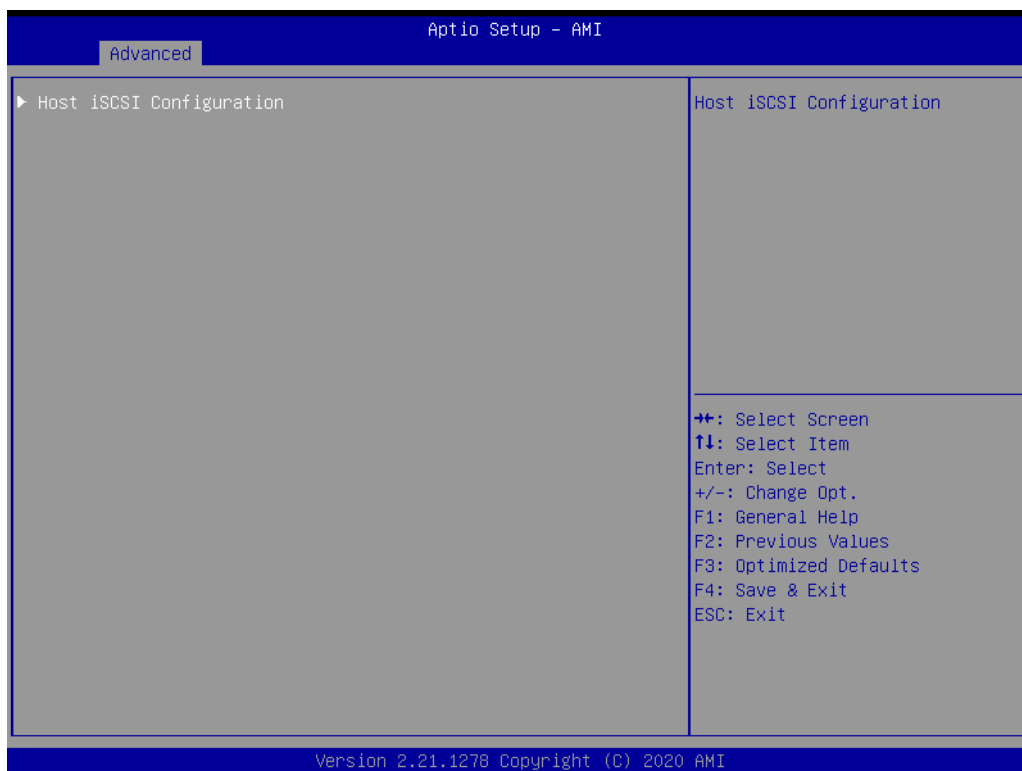 Aptio Setup – AMI
Advanced
▶ Host iSCSI Configuration
Host iSCSI Configuration
→←: Select Screen
↑↓: Select Item
Enter: Select
+/-: Change Opt.
F1: General Help
F2: Previous Values
F3: Optimized Defaults
F4: Save & Exit
ESC: Exit
Version 2.21.1278 Copyright (C) 2020 AMI